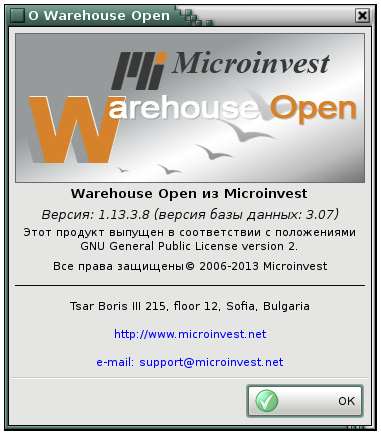 О Warehouse Open
Mi Microinvest
Warehouse Open
Warehouse Open из Microinvest
Версия: 1.13.3.8 (версия базы данных: 3.07)
Этот продукт выпущен в соответствии с положениями
GNU General Public License version 2.
Все права защищены© 2006-2013 Microinvest
Tsar Boris III 215, floor 12, Sofia, Bulgaria
http://www.microinvest.net
e-mail: support@microinvest.net
OK